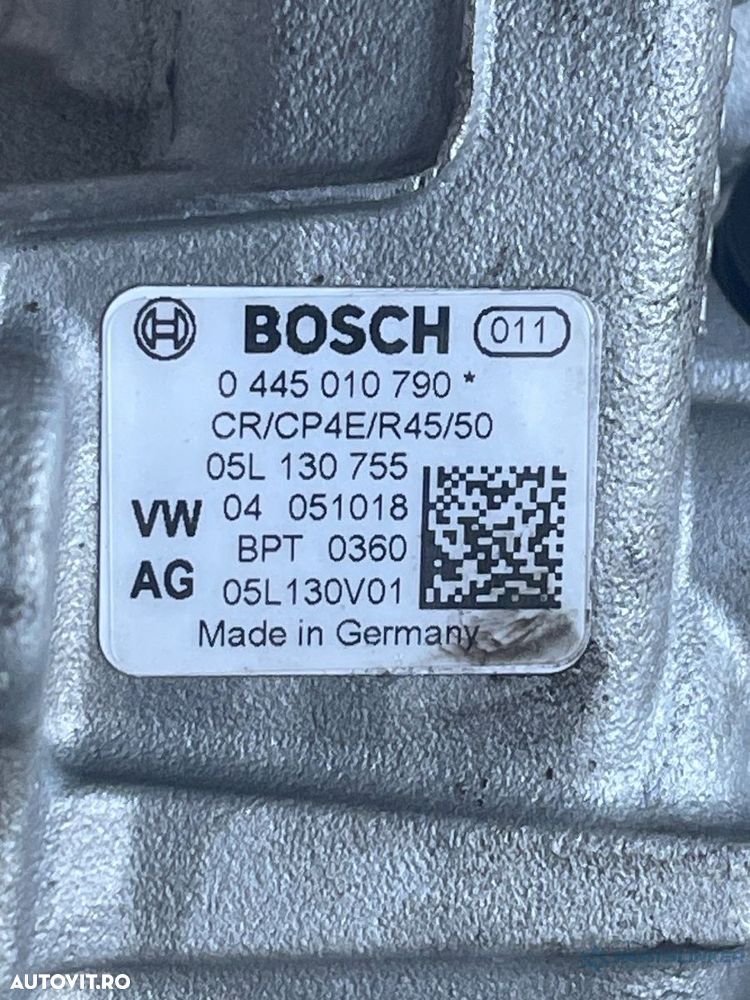 BOSCH 011
0 445 010 790 *
CR/CP4E/R45/50
05L 130 755
VW 04 051018
BPT 0360
AG 05L130V01
Made in Germany
AUTOVIT.RO